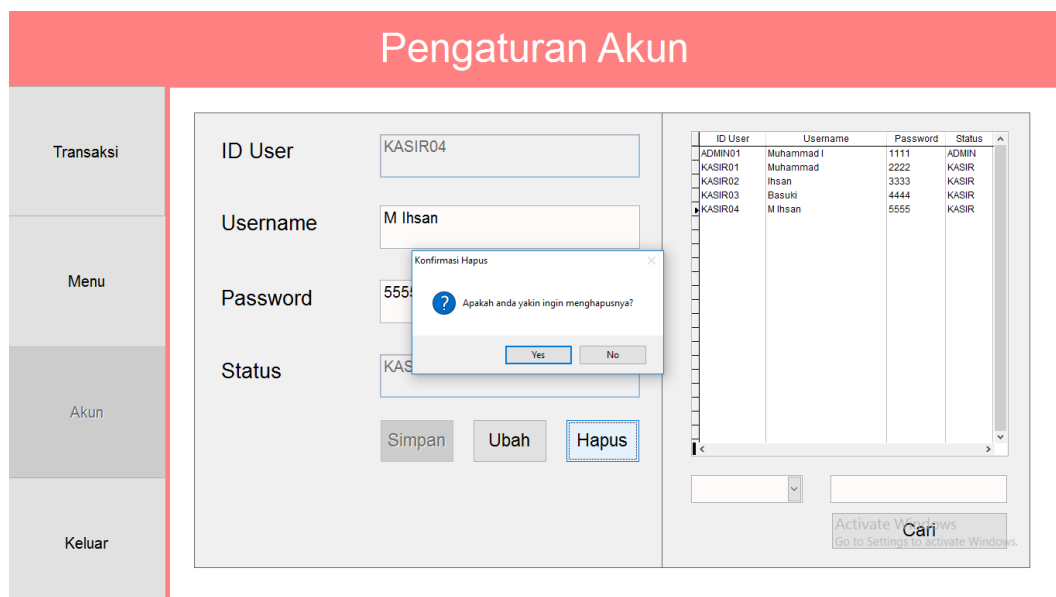 Pengaturan Akun
Transaksi
Menu
Akun
Keluar
ID User
KASIR04
Username
M Ihsan
Password
Status
Simpan
Ubah
Hapus
Konfirmasi Hapus
Apakah anda yakin ingin menghapusnya?
Yes
No
ID User Username Password Status
ADMIN01 Muhammad I 1111 ADMIN
KASIR01 Muhammad 2222 KASIR
KASIR02 Ihsan 3333 KASIR
KASIR03 Basuki 4444 KASIR
KASIR04 M Ihsan 5555 KASIR
Cari
Activate Windows
Go to Settings to activate Windows.